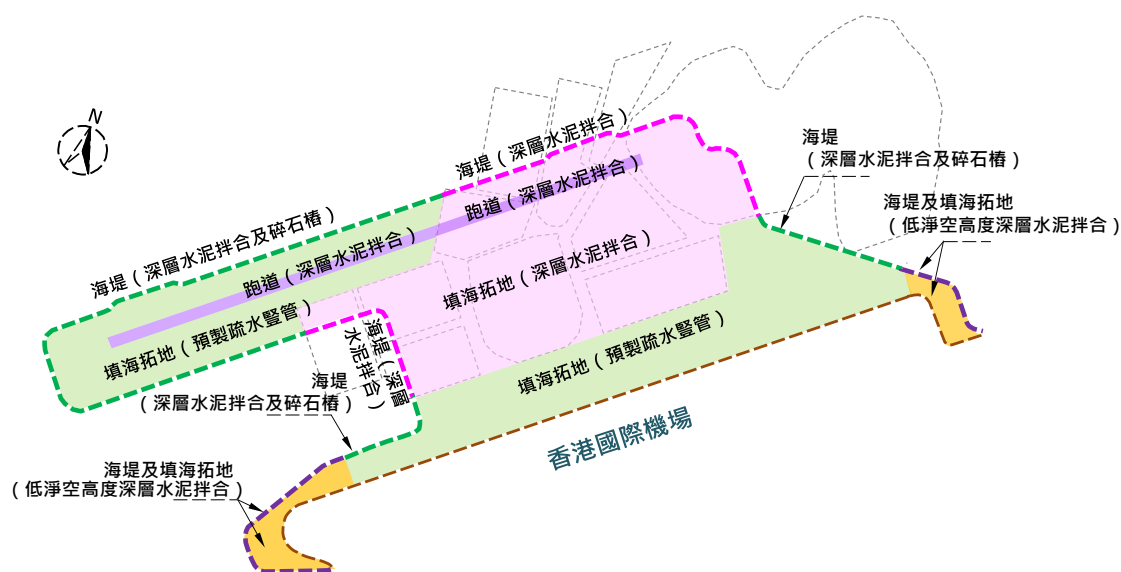 N
海堤（深層水泥拌合）
海堤
（深層水泥拌合及碎石樁）
跑道（深層水泥拌合）
海堤及填海拓地
（低淨空高度深層水泥拌合）
海堤（深層水泥拌合及碎石樁）
跑道（深層水泥拌合）
填海拓地（深層水泥拌合）
填海拓地（預製疏水豎管）
海堤（深層
水泥拌合）
填海拓地（預製疏水豎管）
海堤
（深層水泥拌合及碎石樁）
香港國際機場
海堤及填海拓地
（低淨空高度深層水泥拌合）